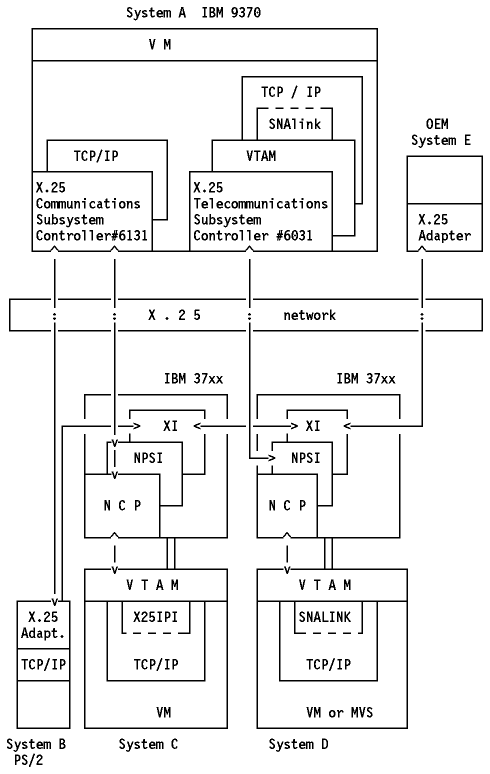 System A IBM 9370
V M
TCP / IP
SNAlink
OEM
System E
TCP/IP
VTAM
X.25
Communications
Subsystem
Controller#6131
X.25
Telecommunications
Subsystem
Controller #6031
X.25
Adapter
: : X . 2 5 : network :
IBM 37xx
IBM 37xx
XI
XI
NPSI
NPSI
N C P
N C P
V T A M
V T A M
X.25
Adapt.
X25IPI
SNALINK
TCP/IP
TCP/IP
TCP/IP
VM
VM or MVS
System B
PS/2
System C
System D